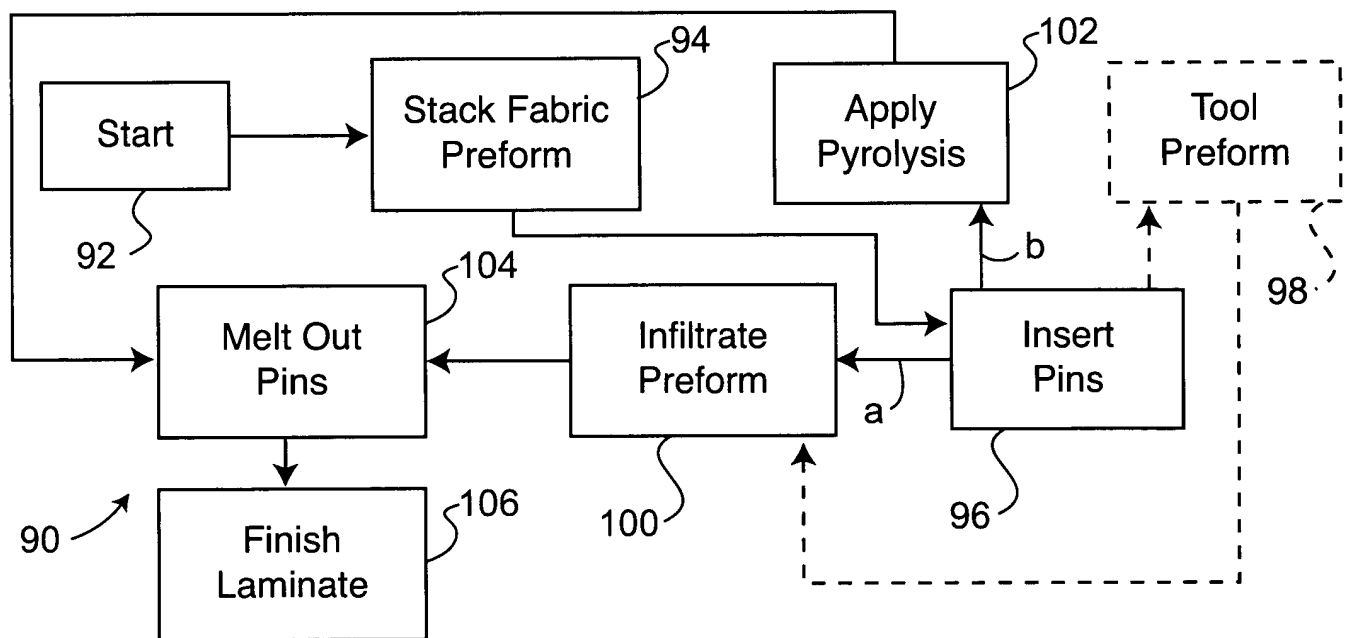 94
102
Start
Stack Fabric
Preform
Apply
Pyrolysis
Tool
Preform
92
b
98
104
Melt Out
Pins
Infiltrate
Preform
a
Insert
Pins
90
106
100
96
Finish
Laminate